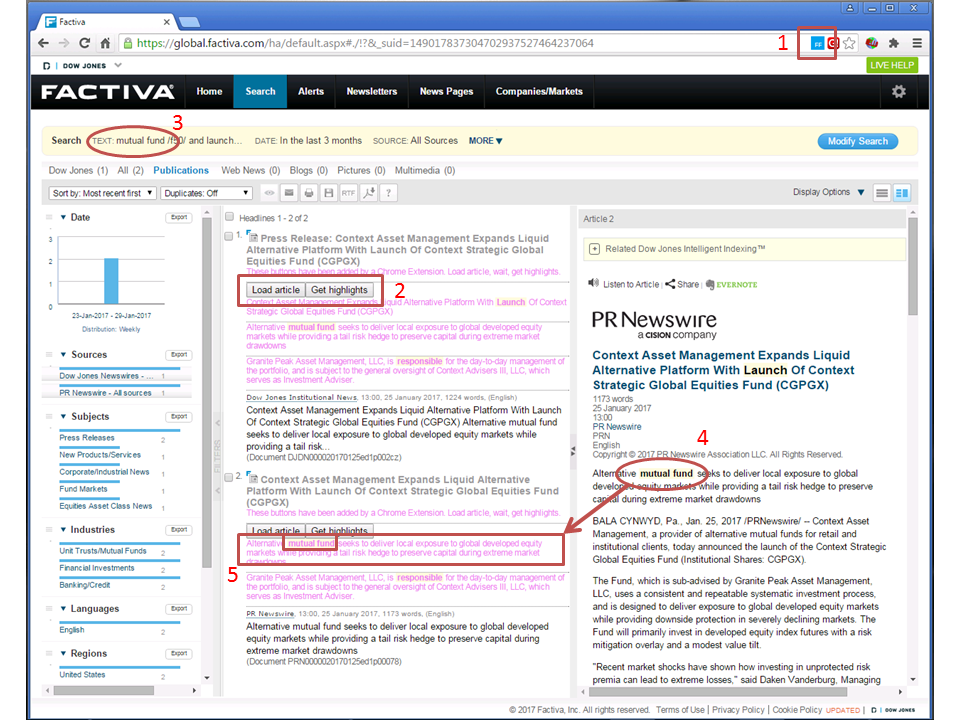 Factiva
https://global.factiva.com/ha/default.aspx#./!?&_suid=149017837304702937527464237064
1
FF
DOW JONES
LIVE HELP
FACTIVA
Home
Search
Alerts
Newsletters
News Pages
Companies/Markets
3
Search TEXT: mutual fund /f50/ and launch... DATE: In the last 3 months SOURCE: All Sources MORE ▼
Modify Search
Dow Jones (1) All (2) Publications Web News (0) Blogs (0) Pictures (0) Multimedia (0)
Sort by: Most recent first
Duplicates: Off
RTF
?
Display Options ▼
Date
Export
3
2
1
0
23-Jan-2017 - 29-Jan-2017
Distribution: Weekly
Sources
Export
Dow Jones Newswires - ... 1
PR Newswire - All sources 1
Subjects
Export
Press Releases 2
New Products/Services 1
Corporate/Industrial News 1
Fund Markets 1
Equities Asset Class News 1
Industries
Export
Unit Trusts/Mutual Funds 2
Financial Investments 2
Banking/Credit 2
Languages
Export
English 2
Regions
Export
United States 2
FILTERS
Headlines 1 - 2 of 2
1.
Press Release: Context Asset Management Expands Liquid
Alternative Platform With Launch Of Context Strategic Global
Equities Fund (CGPGX)
These buttons have been added by a Chrome Extension. Load article, wait, get highlights.
Load article Get highlights
2
Context Asset Management Expands Liquid Alternative Platform With Launch Of Context
Strategic Global Equities Fund (CGPGX)
Alternative mutual fund seeks to deliver local exposure to global developed equity
markets while providing a tail risk hedge to preserve capital during extreme market
drawdowns
Granite Peak Asset Management, LLC, is responsible for the day-to-day management of
the portfolio, and is subject to the general oversight of Context Advisers III, LLC, which
serves as Investment Adviser.
Dow Jones Institutional News, 13:00, 25 January 2017, 1224 words, (English)
Context Asset Management Expands Liquid Alternative Platform With Launch
Of Context Strategic Global Equities Fund (CGPGX) Alternative mutual fund
seeks to deliver local exposure to global developed equity markets while
providing a tail risk...
(Document DJDN000020170125ed1p002cz)
2.
Context Asset Management Expands Liquid Alternative
Platform With Launch Of Context Strategic Global Equities Fund
(CGPGX)
These buttons have been added by a Chrome Extension. Load article, wait, get highlights.
Load article Get highlights
Alternative mutual fund seeks to deliver local exposure to global developed equity
markets while providing a tail risk hedge to preserve capital during extreme market
drawdowns
5
Granite Peak Asset Management, LLC, is responsible for the day-to-day management of
the portfolio, and is subject to the general oversight of Context Advisers III, LLC, which
serves as Investment Adviser.
PR Newswire, 13:00, 25 January 2017, 1173 words, (English)
Alternative mutual fund seeks to deliver local exposure to global developed
equity markets while providing a tail risk hedge to preserve capital during
extreme market drawdowns
(Document PRN0000020170125ed1p00078)
Article 2
Related Dow Jones Intelligent Indexing™
Listen to Article | Share | EVERNOTE
PR Newswire
a CISION company
Context Asset Management Expands Liquid
Alternative Platform With Launch Of Context
Strategic Global Equities Fund (CGPGX)
1173 words
25 January 2017
13:00
PR Newswire
PRN
English
Copyright © 2017 PR Newswire Association LLC. All Rights Reserved.
4
Alternative mutual fund seeks to deliver local exposure to global
developed equity markets while providing a tail risk hedge to preserve
capital during extreme market drawdowns
BALA CYNWYD, Pa., Jan. 25, 2017 /PRNewswire/ -- Context Asset
Management, a provider of alternative mutual funds for retail and
institutional clients, today announced the launch of the Context Strategic
Global Equities Fund (Institutional Shares: CGPGX).
The Fund, which is sub-advised by Granite Peak Asset Management,
LLC, uses a consistent and repeatable systematic investment process,
and is designed to deliver exposure to global developed equity markets
while providing downside protection in severely declining markets. The
Fund will primarily invest in developed equity index futures with a risk
mitigation overlay and a modest value tilt.
"Recent market shocks have shown how investing in unprotected risk
premia can lead to extreme losses," said Daken Vanderburg, Managing
© 2017 Factiva, Inc. All rights reserved. Terms of Use | Privacy Policy | Cookie Policy UPDATED | DOW JONES